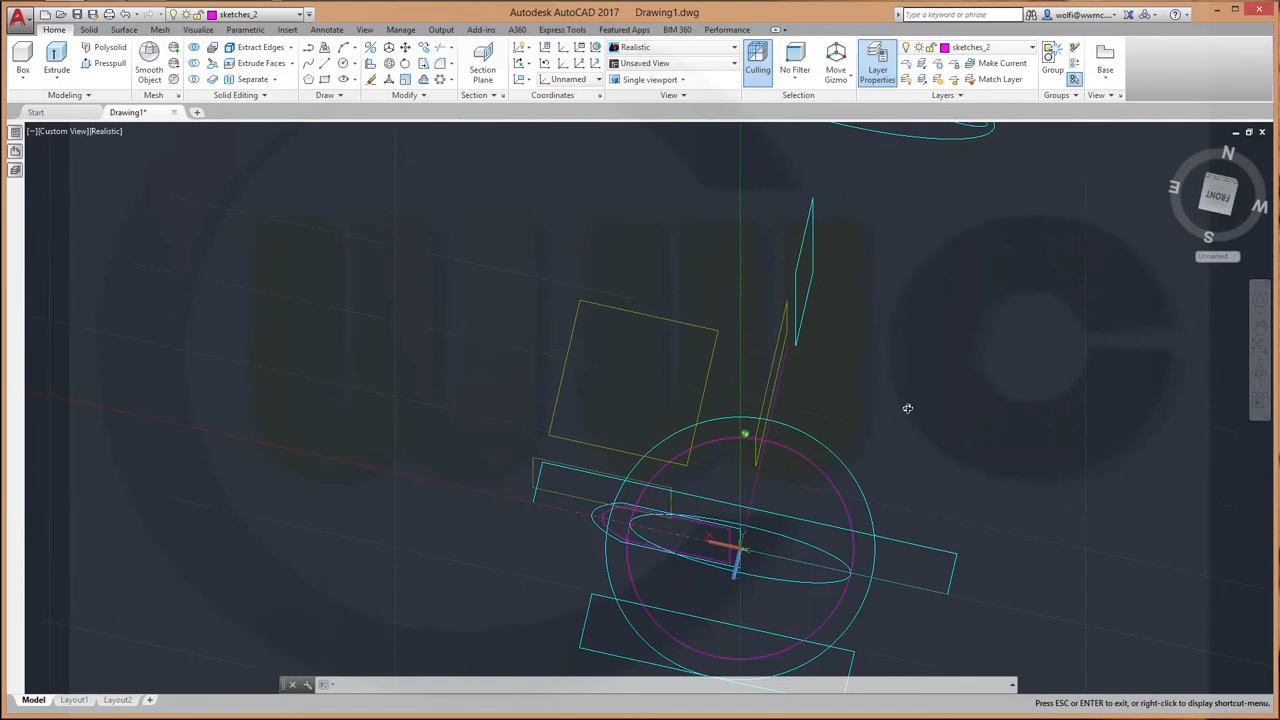 Autodesk AutoCAD 2017 Drawing1.dwg
sketches_2
Type a keyword or phrase
wolfi@wwmc....
Home Solid Surface Mesh Visualize Parametric Insert Annotate View Manage Output Add-ins A360 Express Tools Featured Apps BIM 360 Performance
Box
Extrude
Polysolid
Presspull
Modeling
Smooth
Object
Mesh
Extract Edges
Extrude Faces
Separate
Solid Editing
Draw
Modify
Section
Plane
Section
Unnamed
Coordinates
Realistic
Unsaved View
Single viewport
View
Culling
No Filter
Move
Gizmo
Selection
Layer
Properties
sketches_2
Make Current
Match Layer
Layers
Group
Groups
Base
View
Start Drawing1*
[−][Custom View][Realistic]
N
E
FRONT
W
S
Unnamed
Model Layout1 Layout2
Press ESC or ENTER to exit, or right-click to display shortcut-menu.